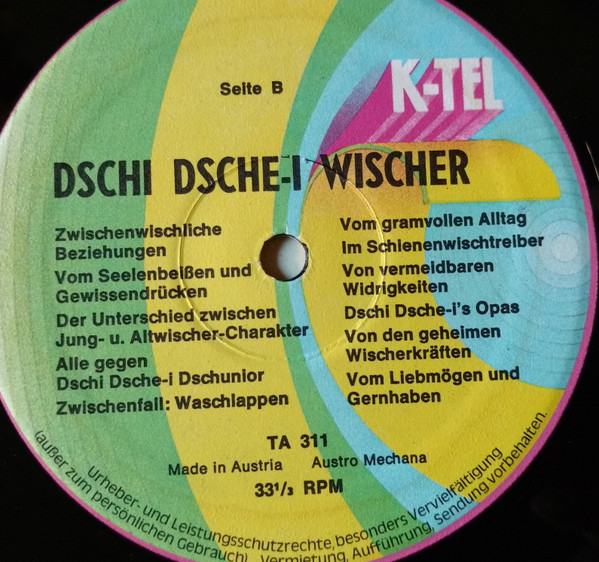 Seite B
K-TEL
DSCHI DSCHE-I WISCHER
Zwischenwischliche
Beziehungen
Vom Seelenbeißen und
Gewissendrücken
Der Unterschied zwischen
Jung- u. Altwischer-Charakter
Alle gegen
Dschi Dsche-i Dschunior
Zwischenfall: Waschlappen
Vom gramvollen Alltag
Im Schienenwischtreiber
Von vermeidbaren
Widrigkeiten
Dschi Dsche-i's Opas
Von den geheimen
Wischerkräften
Vom Liebmögen und
Gernhaben
TA 311
Made in Austria Austro Mechana
33¹/₃ RPM
Urheber- und Leistungsschutzrechte, besonders Vervielfältigung
(außer zum persönlichen Gebrauch) Vermietung, Aufführung, Sendung vorbehalten.